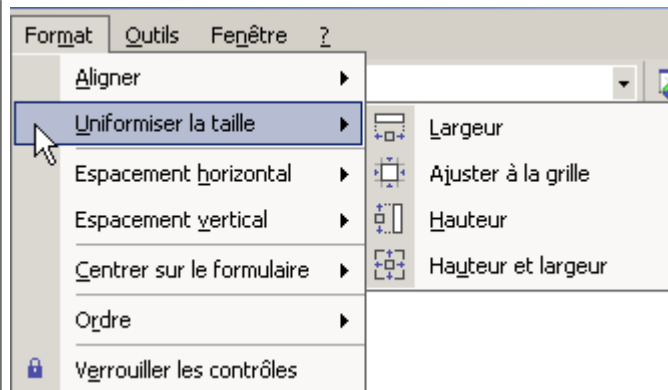 Format Outils Fenêtre ?
Aligner
Uniformiser la taille
Espacement horizontal
Espacement vertical
Centrer sur le formulaire
Ordre
Verrouiller les contrôles
Largeur
Ajuster à la grille
Hauteur
Hauteur et largeur